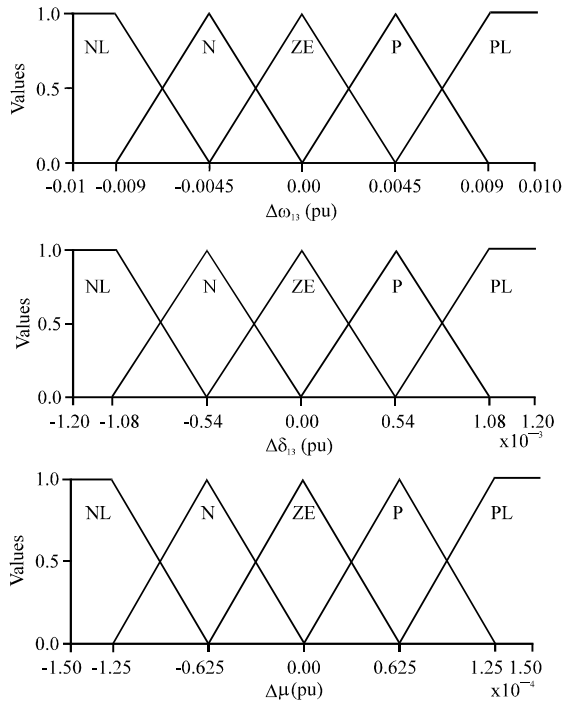 1.0
NL N ZE P PL
Values
0.5
0.0
-0.01 -0.009 -0.0045 0.00 0.0045 0.009 0.010
Δω₁₃ (pu)
1.0
NL N ZE P PL
Values
0.5
0.0
-1.20 -1.08 -0.54 0.00 0.54 1.08 1.20
Δδ₁₃ (pu)
x10⁻³
1.0
NL N ZE P PL
Values
0.5
0.0
-1.50 -1.25 -0.625 0.00 0.625 1.25 1.50
Δμ (pu)
x10⁻⁴